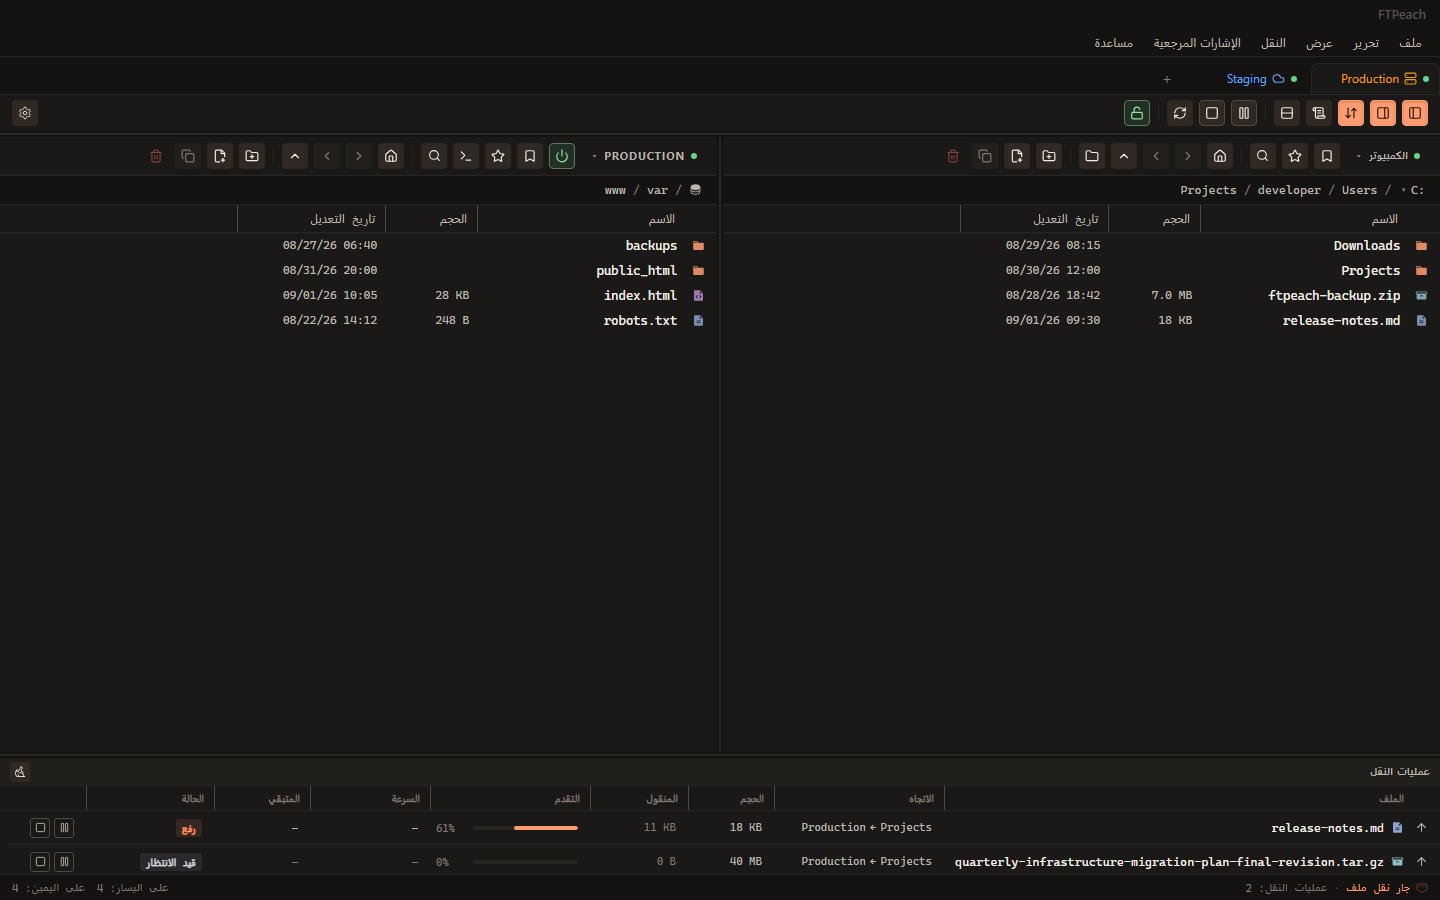 FTPeach
ملف تحرير عرض النقل الإشارات المرجعية مساعدة
Production Staging +
الكمبيوتر
C: / Users / developer / Projects
الاسم الحجم تاريخ التعديل
Downloads 08/29/26 08:15
Projects 08/30/26 12:00
ftpeach-backup.zip 7.0 MB 08/28/26 18:42
release-notes.md 18 KB 09/01/26 09:30
PRODUCTION
/ var / www
الاسم الحجم تاريخ التعديل
backups 08/27/26 06:40
public_html 08/31/26 20:00
index.html 28 KB 09/01/26 10:05
robots.txt 248 B 08/22/26 14:12
عمليات النقل
الملف الاتجاه الحجم المنقول التقدم السرعة المتبقي الحالة
release-notes.md Production ← Projects 18 KB 11 KB 61% — — رفع
quarterly-infrastructure-migration-plan-final-revision.tar.gz Production ← Projects 40 MB 0 B 0% — — قيد الانتظار
جار نقل ملف · عمليات النقل: 2 على اليسار: 4 على اليمين: 4